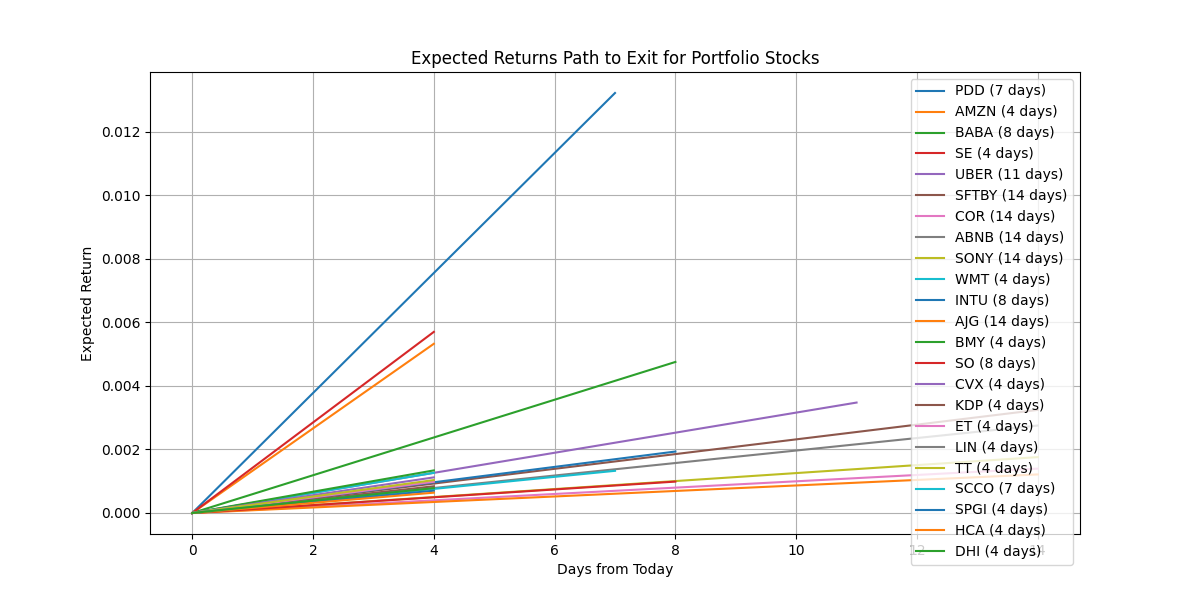 Expected Returns Path to Exit for Portfolio Stocks
Expected Return
0.012
0.010
0.008
0.006
0.004
0.002
0.000
0 2 4 6 8 10 12 14
Days from Today
PDD (7 days)
AMZN (4 days)
BABA (8 days)
SE (4 days)
UBER (11 days)
SFTBY (14 days)
COR (14 days)
ABNB (14 days)
SONY (14 days)
WMT (4 days)
INTU (8 days)
AJG (14 days)
BMY (4 days)
SO (8 days)
CVX (4 days)
KDP (4 days)
ET (4 days)
LIN (4 days)
TT (4 days)
SCCO (7 days)
SPGI (4 days)
HCA (4 days)
DHI (4 days)